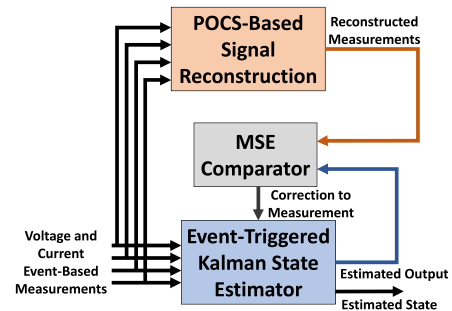 POCS-Based
Signal
Reconstruction
Reconstructed
Measurements
MSE
Comparator
Correction to
Measurement
Voltage and
Current
Event-Based
Measurements
Event-Triggered
Kalman State
Estimator
Estimated Output
Estimated State